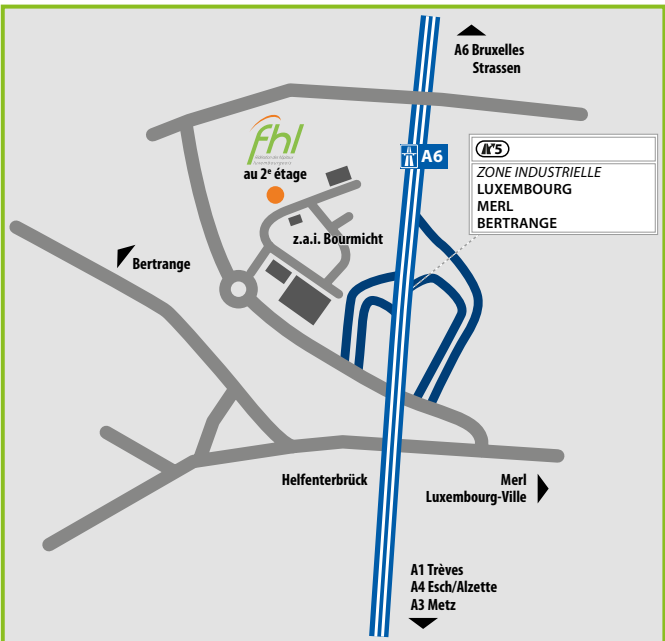 A6 Bruxelles
Strassen
fhl
au 2e étage
A6
5
ZONE INDUSTRIELLE
LUXEMBOURG
MERL
BERTRANGE
z.a.i. Bourmicht
Bertrange
Helfenterbrück
Merl
Luxembourg-Ville
A1 Trèves
A4 Esch/Alzette
A3 Metz